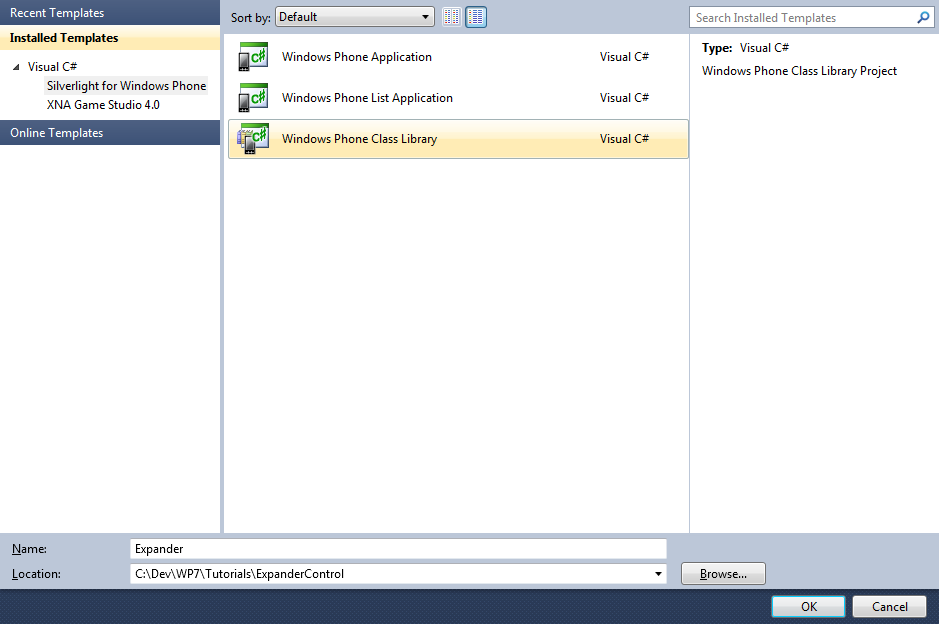 Recent Templates
Installed Templates
Visual C#
Silverlight for Windows Phone
XNA Game Studio 4.0
Online Templates
Sort by: Default
Windows Phone Application Visual C#
Windows Phone List Application Visual C#
Windows Phone Class Library Visual C#
Search Installed Templates
Type: Visual C#
Windows Phone Class Library Project
Name: Expander
Location: C:\Dev\WP7\Tutorials\ExpanderControl
Browse...
OK Cancel